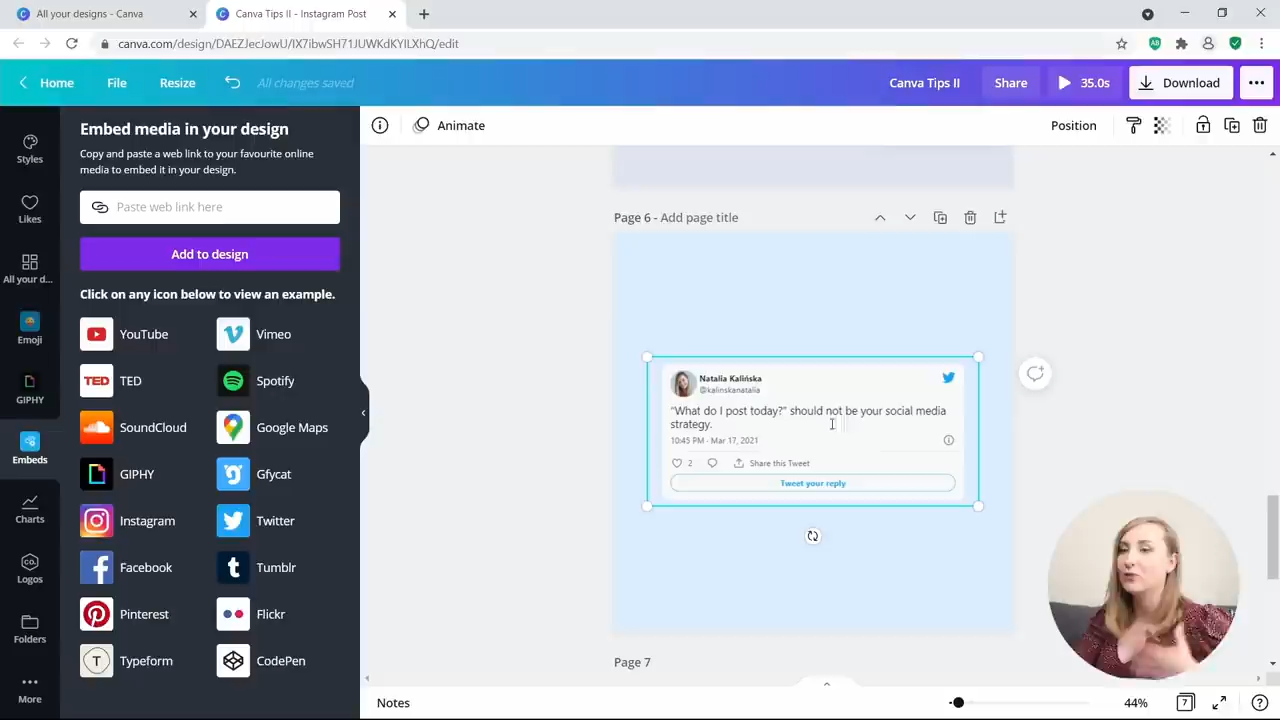 All your designs - Canva
Canva Tips II - Instagram Post
canva.com/design/DAEZJecJowU/IX7ibwSH71JUWKdKYILXhQ/edit
Home
File
Resize
All changes saved
Canva Tips II
Share
35.0s
Download
Styles
Likes
All your d...
Emoji
GIPHY
Embeds
Charts
CO.
Logos
Folders
More
Embed media in your design
Copy and paste a web link to your favourite online
media to embed it in your design.
Paste web link here
Add to design
Click on any icon below to view an example.
YouTube
Vimeo
TED
TED
Spotify
SoundCloud
Google Maps
GIPHY
Gfycat
Instagram
Twitter
Facebook
Tumblr
Pinterest
Flickr
T
Typeform
CodePen
Animate
Position
Page 6 - Add page title
Natalia Kalińska
@kalinskanatalia
"What do I post today?" should not be your social media
strategy.
10:45 PM · Mar 17, 2021
2
Share this Tweet
Tweet your reply
Page 7
Notes
44%
7